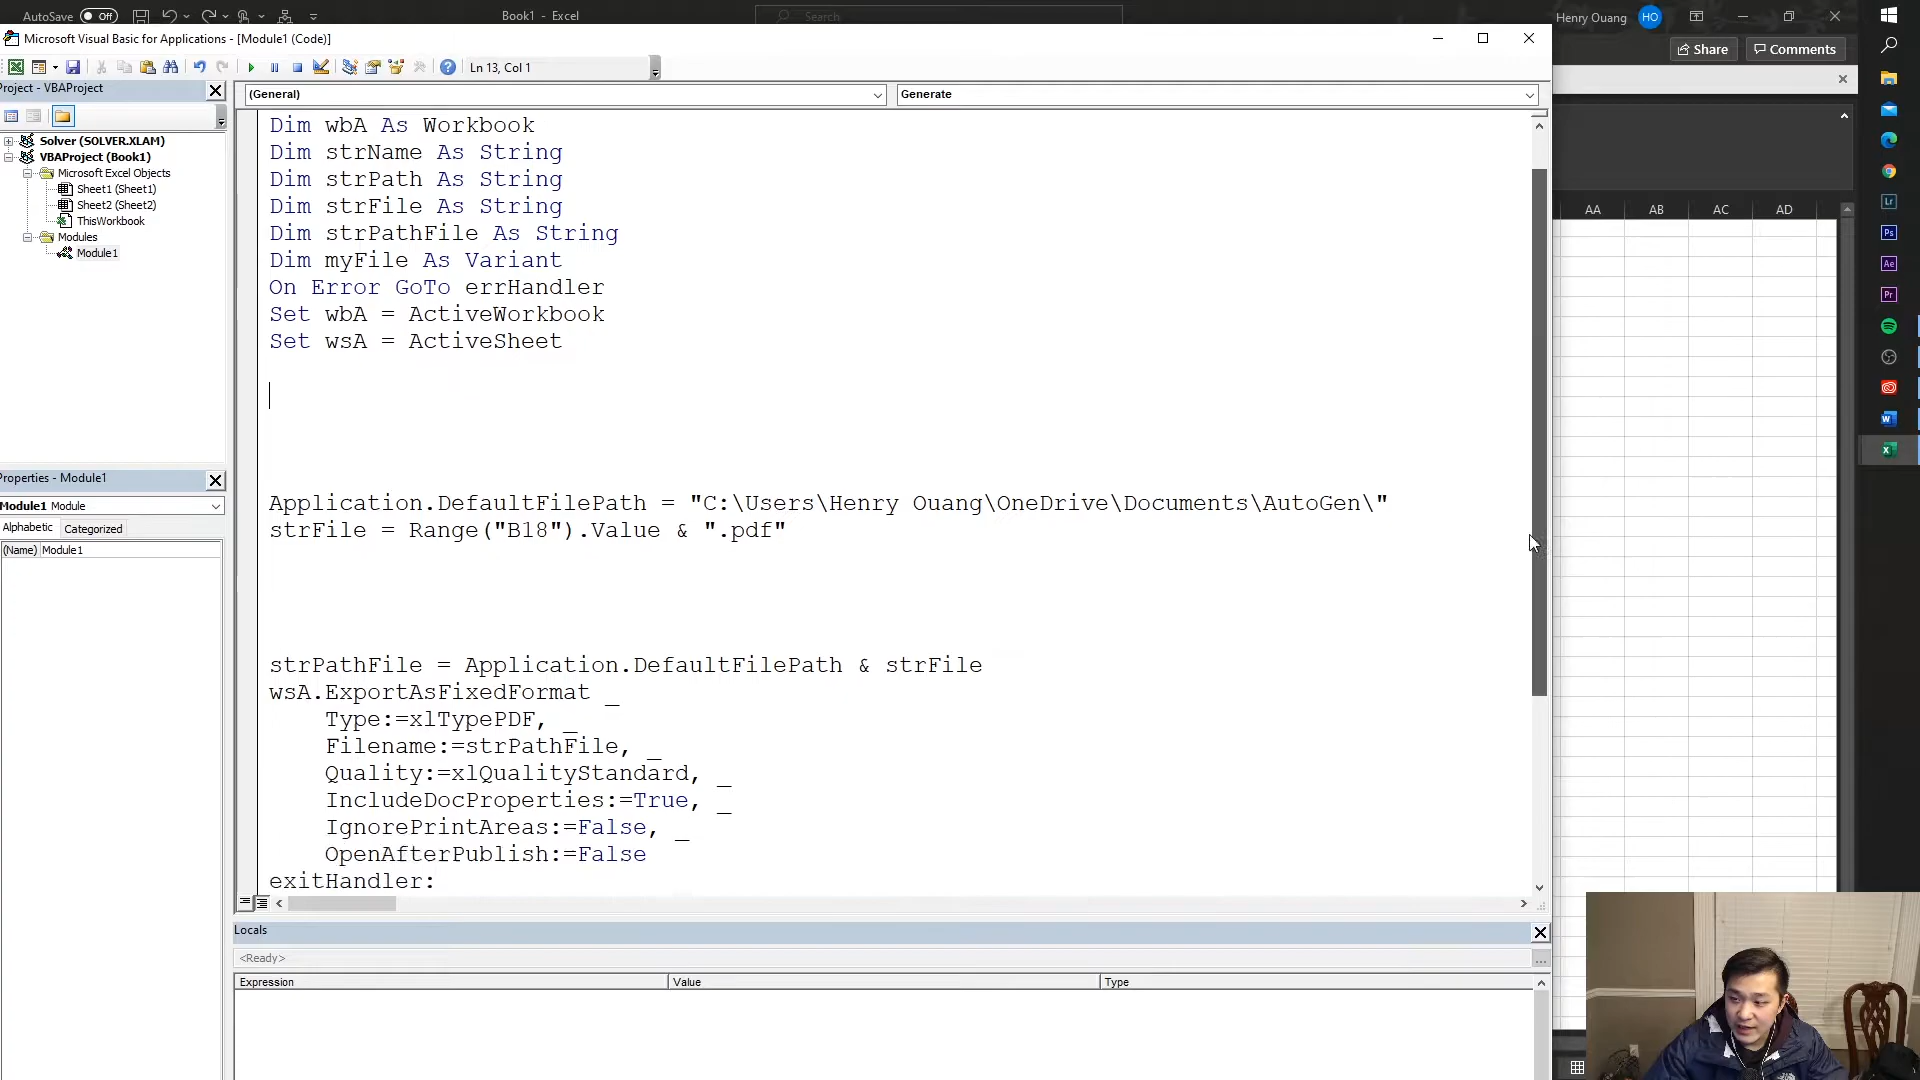 AutoSave Off
Book1 - Excel
Search
Henry Ouang HO
Share
Comments
Microsoft Visual Basic for Applications - [Module1 (Code)]
Ln 13, Col 1
Project - VBAProject
Solver (SOLVER.XLAM)
VBAProject (Book1)
Microsoft Excel Objects
Sheet1 (Sheet1)
Sheet2 (Sheet2)
ThisWorkbook
Modules
Module1
Properties - Module1
Module1 Module
Alphabetic Categorized
(Name) Module1
(General)
Generate
Dim wbA As Workbook
Dim strName As String
Dim strPath As String
Dim strFile As String
Dim strPathFile As String
Dim myFile As Variant
On Error GoTo errHandler
Set wbA = ActiveWorkbook
Set wsA = ActiveSheet
Application.DefaultFilePath = "C:\Users\Henry Ouang\OneDrive\Documents\AutoGen\"
strFile = Range("B18").Value & ".pdf"
strPathFile = Application.DefaultFilePath & strFile
wsA.ExportAsFixedFormat _
Type:=xlTypePDF, _
Filename:=strPathFile, _
Quality:=xlQualityStandard, _
IncludeDocProperties:=True, _
IgnorePrintAreas:=False, _
OpenAfterPublish:=False
exitHandler:
Locals
<Ready>
Expression Value Type
AA AB AC AD
Lr
Ps
Ae
Pr
W
X